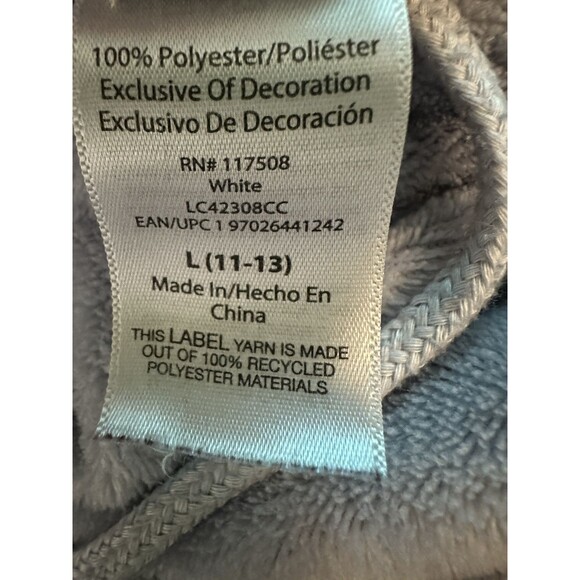 100% Polyester/Poliéster
Exclusive Of Decoration
Exclusivo De Decoración
RN# 117508
White
LC42308CC
EAN/UPC 1 97026441242
L (11-13)
Made In/Hecho En
China
THIS LABEL YARN IS MADE
OUT OF 100% RECYCLED
POLYESTER MATERIALS